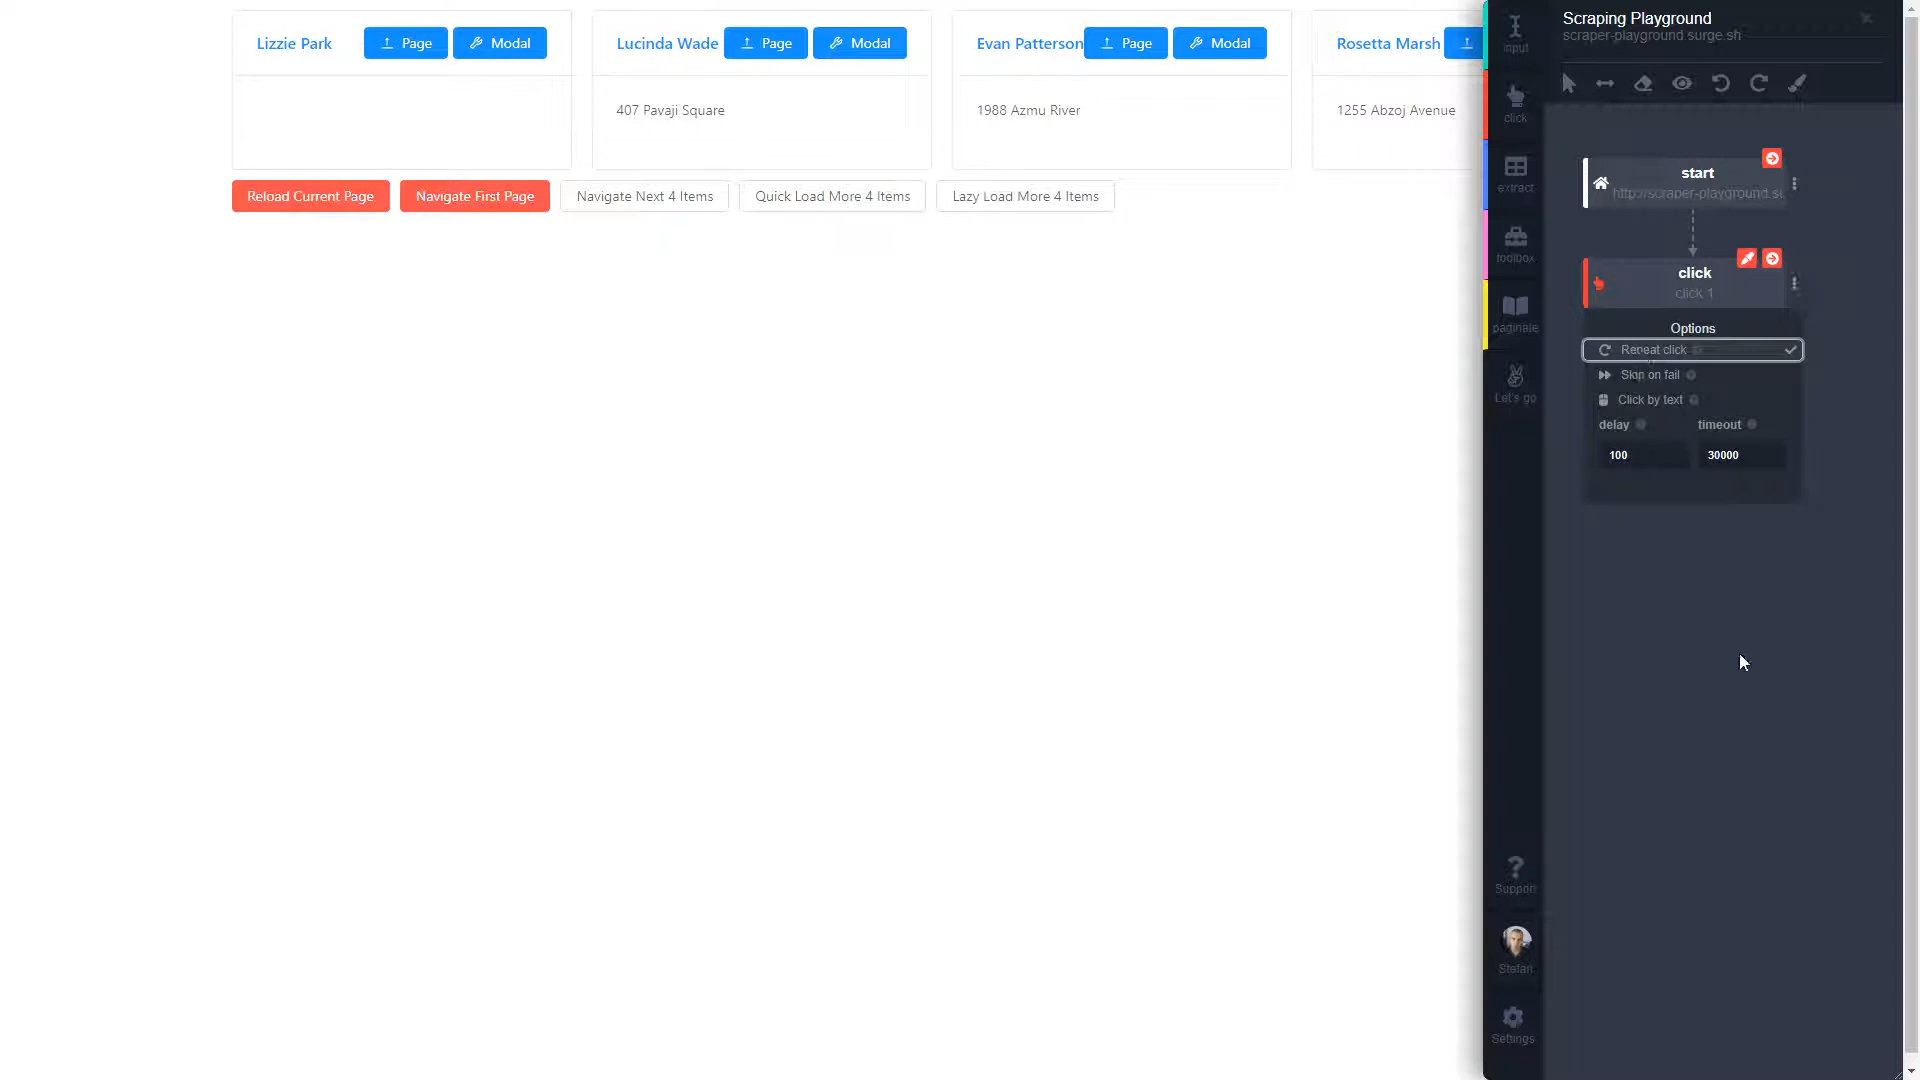 Lizzie Park
Page
Modal
Lucinda Wade
Page
Modal
407 Pavaji Square
Evan Patterson
Page
Modal
1988 Azmu River
Rosetta Marsh
1255 Abzoj Avenue
Reload Current Page
Navigate First Page
Navigate Next 4 Items
Quick Load More 4 Items
Lazy Load More 4 Items
input
click
extract
toolbox
paginate
Let's go
Support
Stefan
Settings
Scraping Playground
scraper-playground.surge.sh
start
http://scraper-playground.su
click
click 1
Options
Repeat click
Skip on fail
Click by text
delay timeout
100 30000